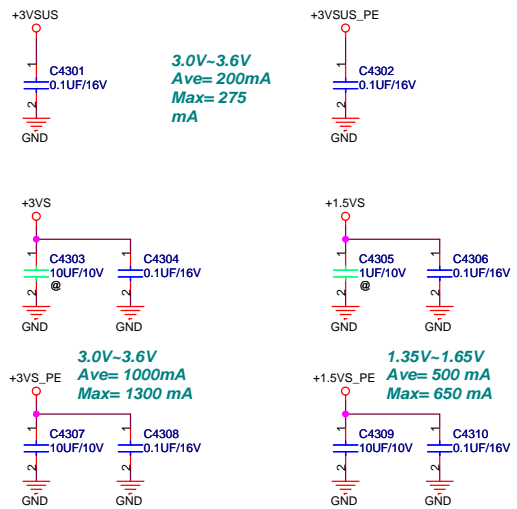 +3VSUS
+3VSUS_PE
1
C4301
0.1UF/16V
2
GND
3.0V~3.6V
Ave= 200mA
Max= 275
mA
1
C4302
0.1UF/16V
2
GND
+3VS
+1.5VS
1
C4303
10UF/10V
@
2
GND
1
C4304
0.1UF/16V
2
GND
1
C4305
1UF/10V
@
2
GND
1
C4306
0.1UF/16V
2
GND
3.0V~3.6V
Ave= 1000mA
Max= 1300 mA
+3VS_PE
1.35V~1.65V
Ave= 500 mA
Max= 650 mA
+1.5VS_PE
1
C4307
10UF/10V
2
GND
1
C4308
0.1UF/16V
2
GND
1
C4309
10UF/10V
2
GND
1
C4310
0.1UF/16V
2
GND